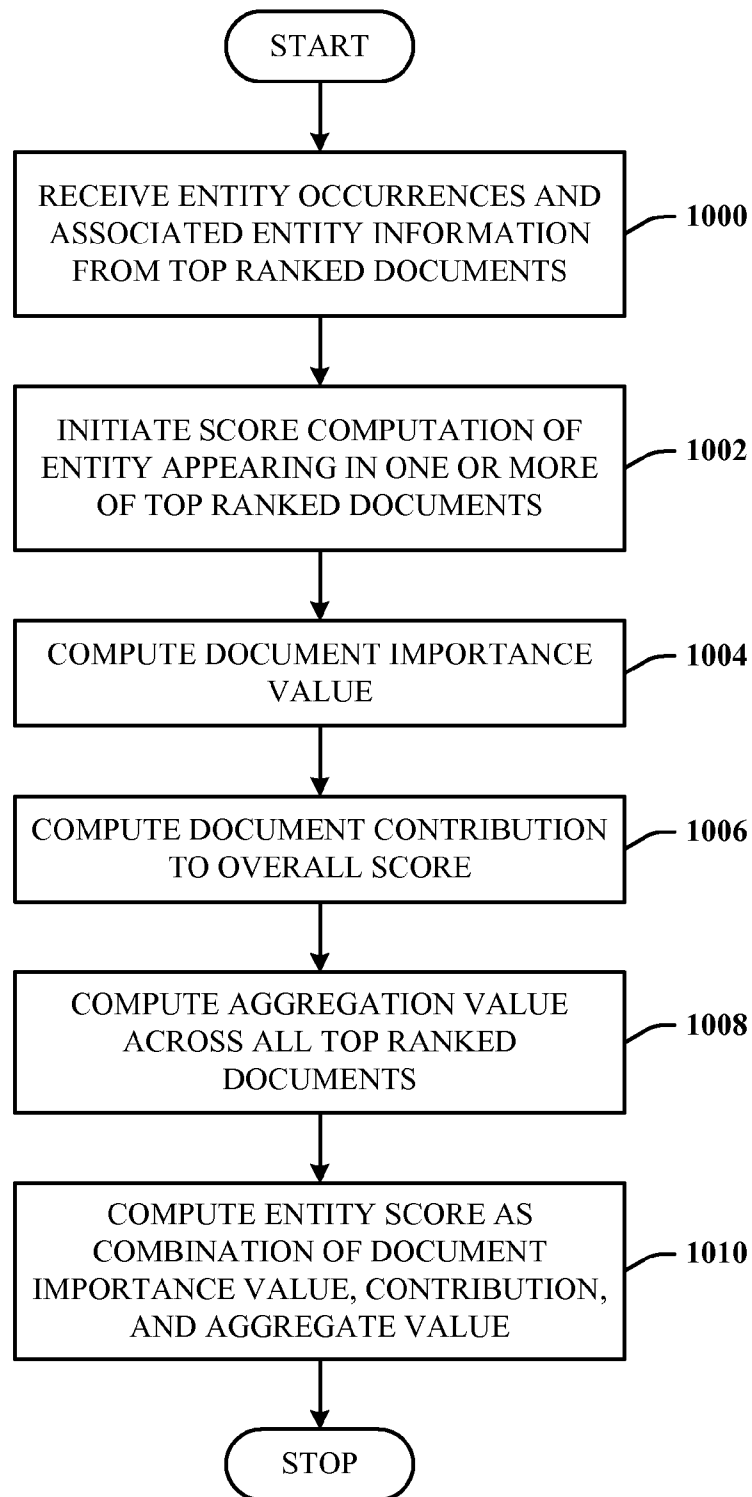 START
RECEIVE ENTITY OCCURRENCES AND
ASSOCIATED ENTITY INFORMATION
FROM TOP RANKED DOCUMENTS
1000
INITIATE SCORE COMPUTATION OF
ENTITY APPEARING IN ONE OR MORE
OF TOP RANKED DOCUMENTS
1002
COMPUTE DOCUMENT IMPORTANCE
VALUE
1004
COMPUTE DOCUMENT CONTRIBUTION
TO OVERALL SCORE
1006
COMPUTE AGGREGATION VALUE
ACROSS ALL TOP RANKED
DOCUMENTS
1008
COMPUTE ENTITY SCORE AS
COMBINATION OF DOCUMENT
IMPORTANCE VALUE, CONTRIBUTION,
AND AGGREGATE VALUE
1010
STOP